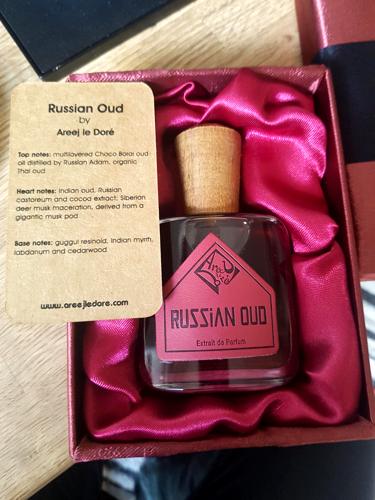 Russian Oud
by
Areej le Doré
Top notes: multilayered Choco Borai oud
oil distilled by Russian Adam, organic
Thai oud
Heart notes: Indian oud, Russian
castoreum and cocoa extract; Siberian
deer musk maceration, derived from a
gigantic musk pod
Base notes: guggul resinoid, Indian myrrh,
labdanum and cedarwood
www.areejledore.com
RUSSIAN OUD
Extrait de Parfum